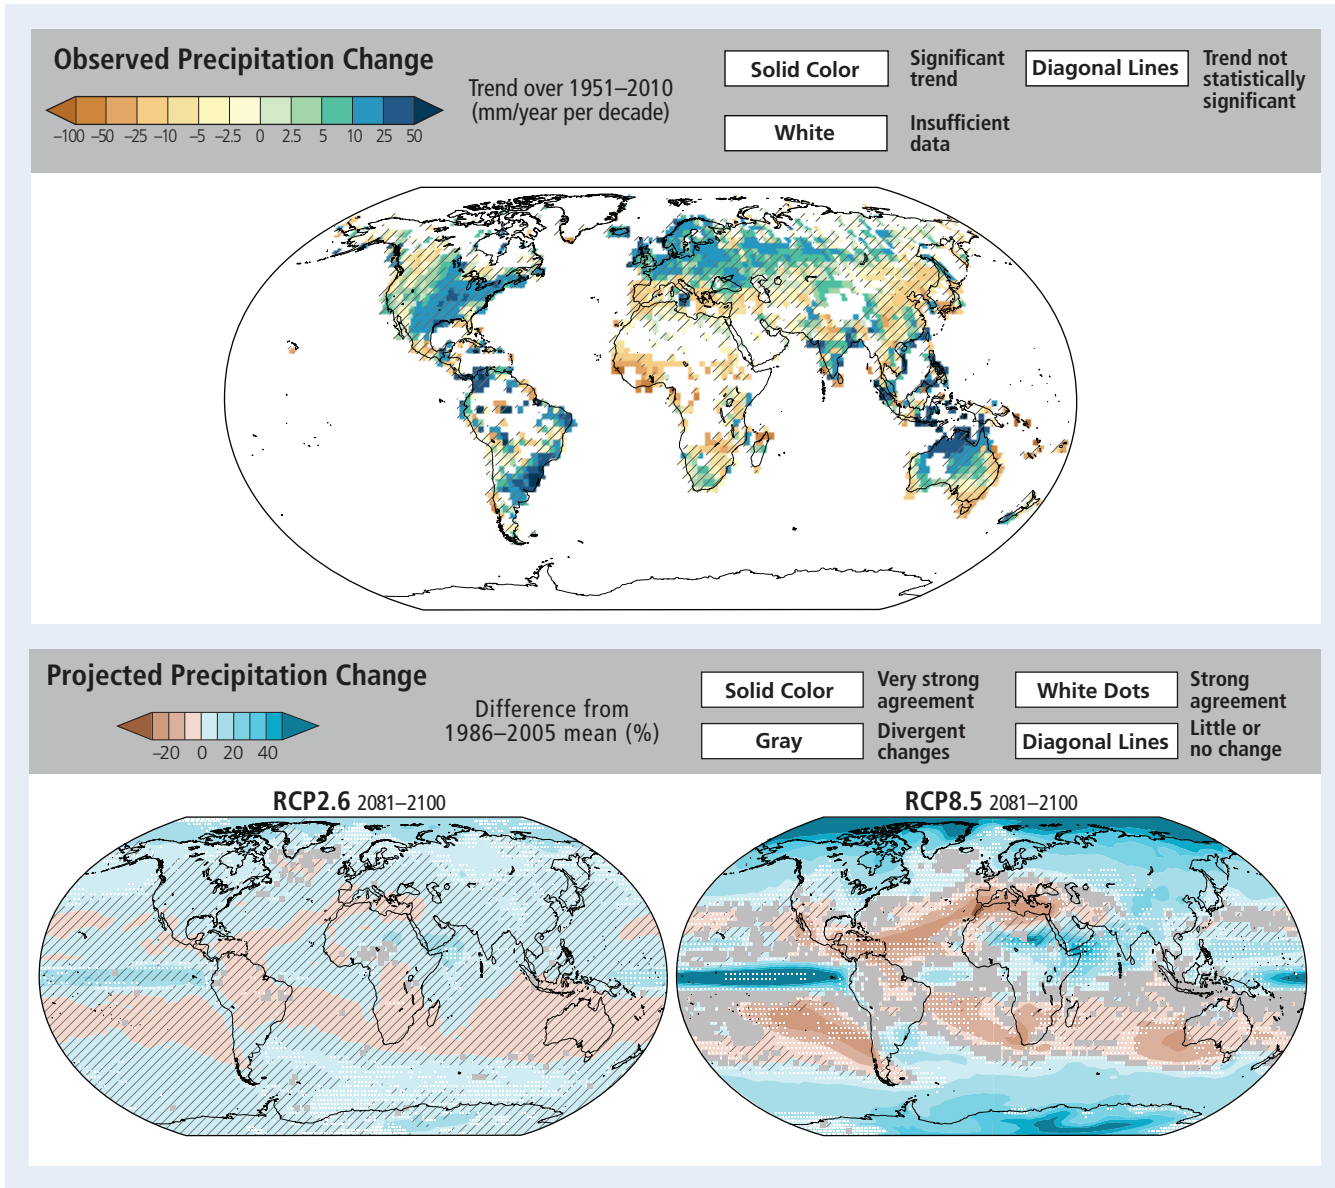 Observed Precipitation Change
Trend over 1951–2010
(mm/year per decade)
–100 –50 –25 –10 –5 –2.5 0 2.5 5 10 25 50
Solid Color
Significant
trend
Diagonal Lines
Trend not
statistically
significant
White
Insufficient
data
Projected Precipitation Change
Difference from
1986–2005 mean (%)
–20 0 20 40
Solid Color
Very strong
agreement
White Dots
Strong
agreement
Gray
Divergent
changes
Diagonal Lines
Little or
no change
RCP2.6 2081–2100
RCP8.5 2081–2100